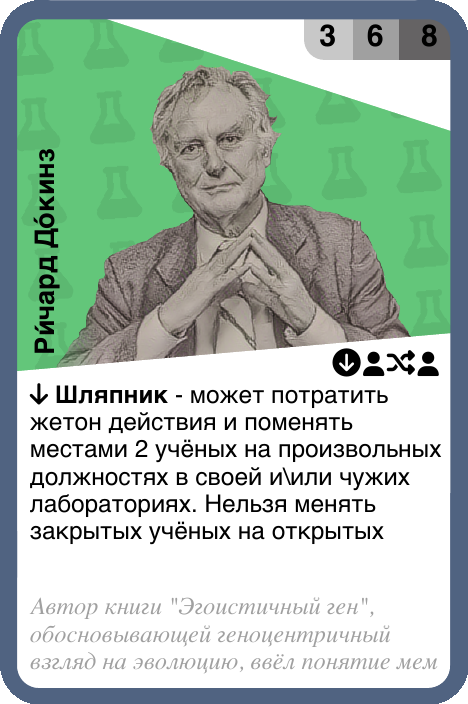 3 6 8
Ри́чард До́кинз
Шляпник - может потратить
жетон действия и поменять
местами 2 учёных на произвольных
должностях в своей и\или чужих
лабораториях. Нельзя менять
закрытых учёных на открытых
Автор книги "Эгоистичный ген",
обосновывающей геноцентричный
взгляд на эволюцию, ввёл понятие мем